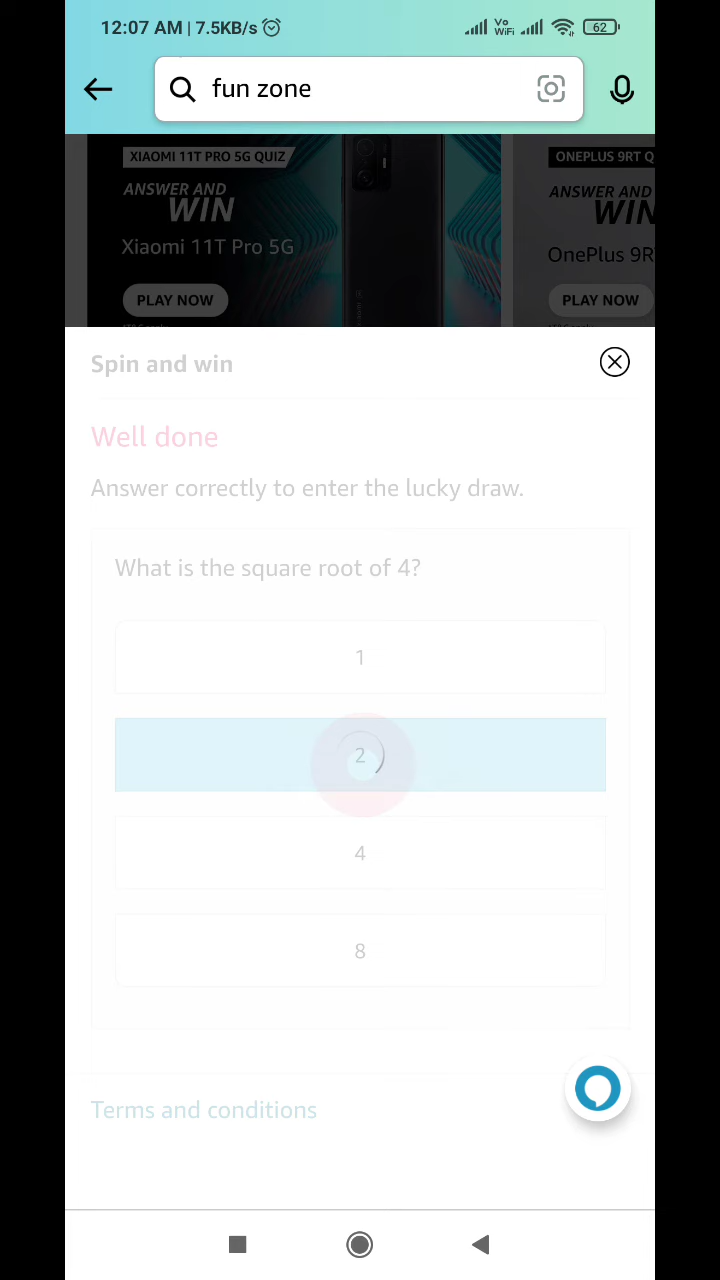 12:07 AM | 7.5KB/s
Vo WiFi
62
fun zone
XIAOMI 11T PRO 5G QUIZ
ANSWER AND
WIN
Xiaomi 11T Pro 5G
PLAY NOW
ONEPLUS 9RT Q
ANSWER AND
WIN
OnePlus 9R
PLAY NOW
Spin and win
Well done
Answer correctly to enter the lucky draw.
What is the square root of 4?
1
2
4
8
Terms and conditions